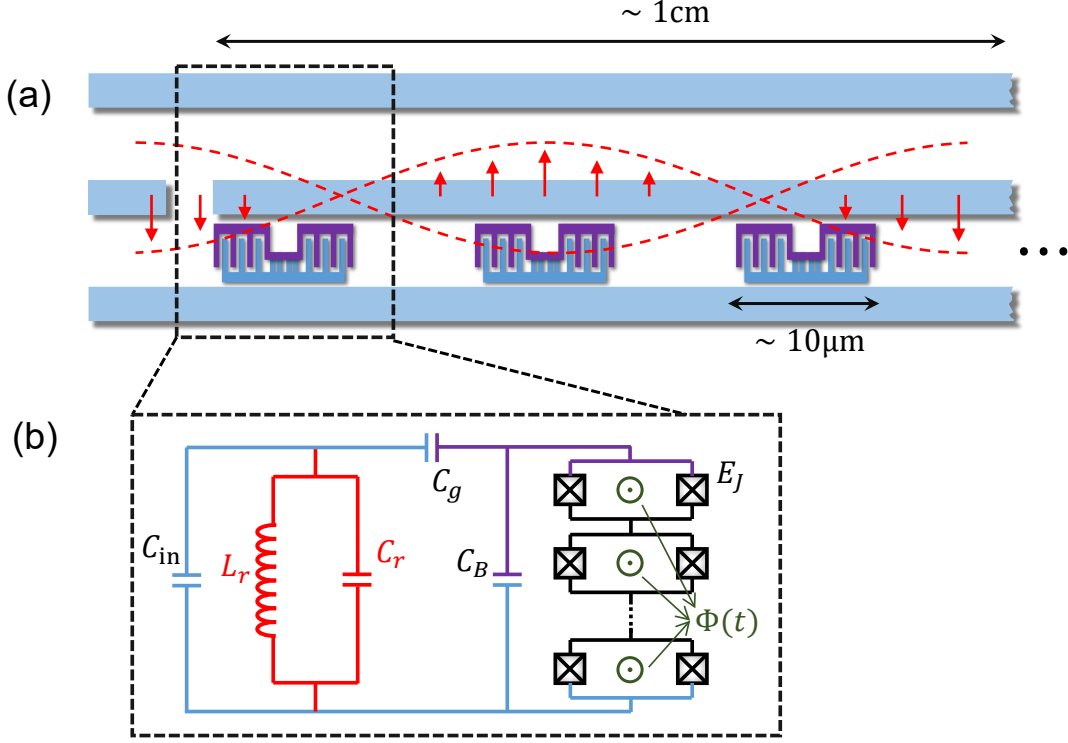 ~ 1cm
(a)
...
~ 10μm
(b)
C_g
E_J
C_in
L_r
C_r
C_B
Φ(t)